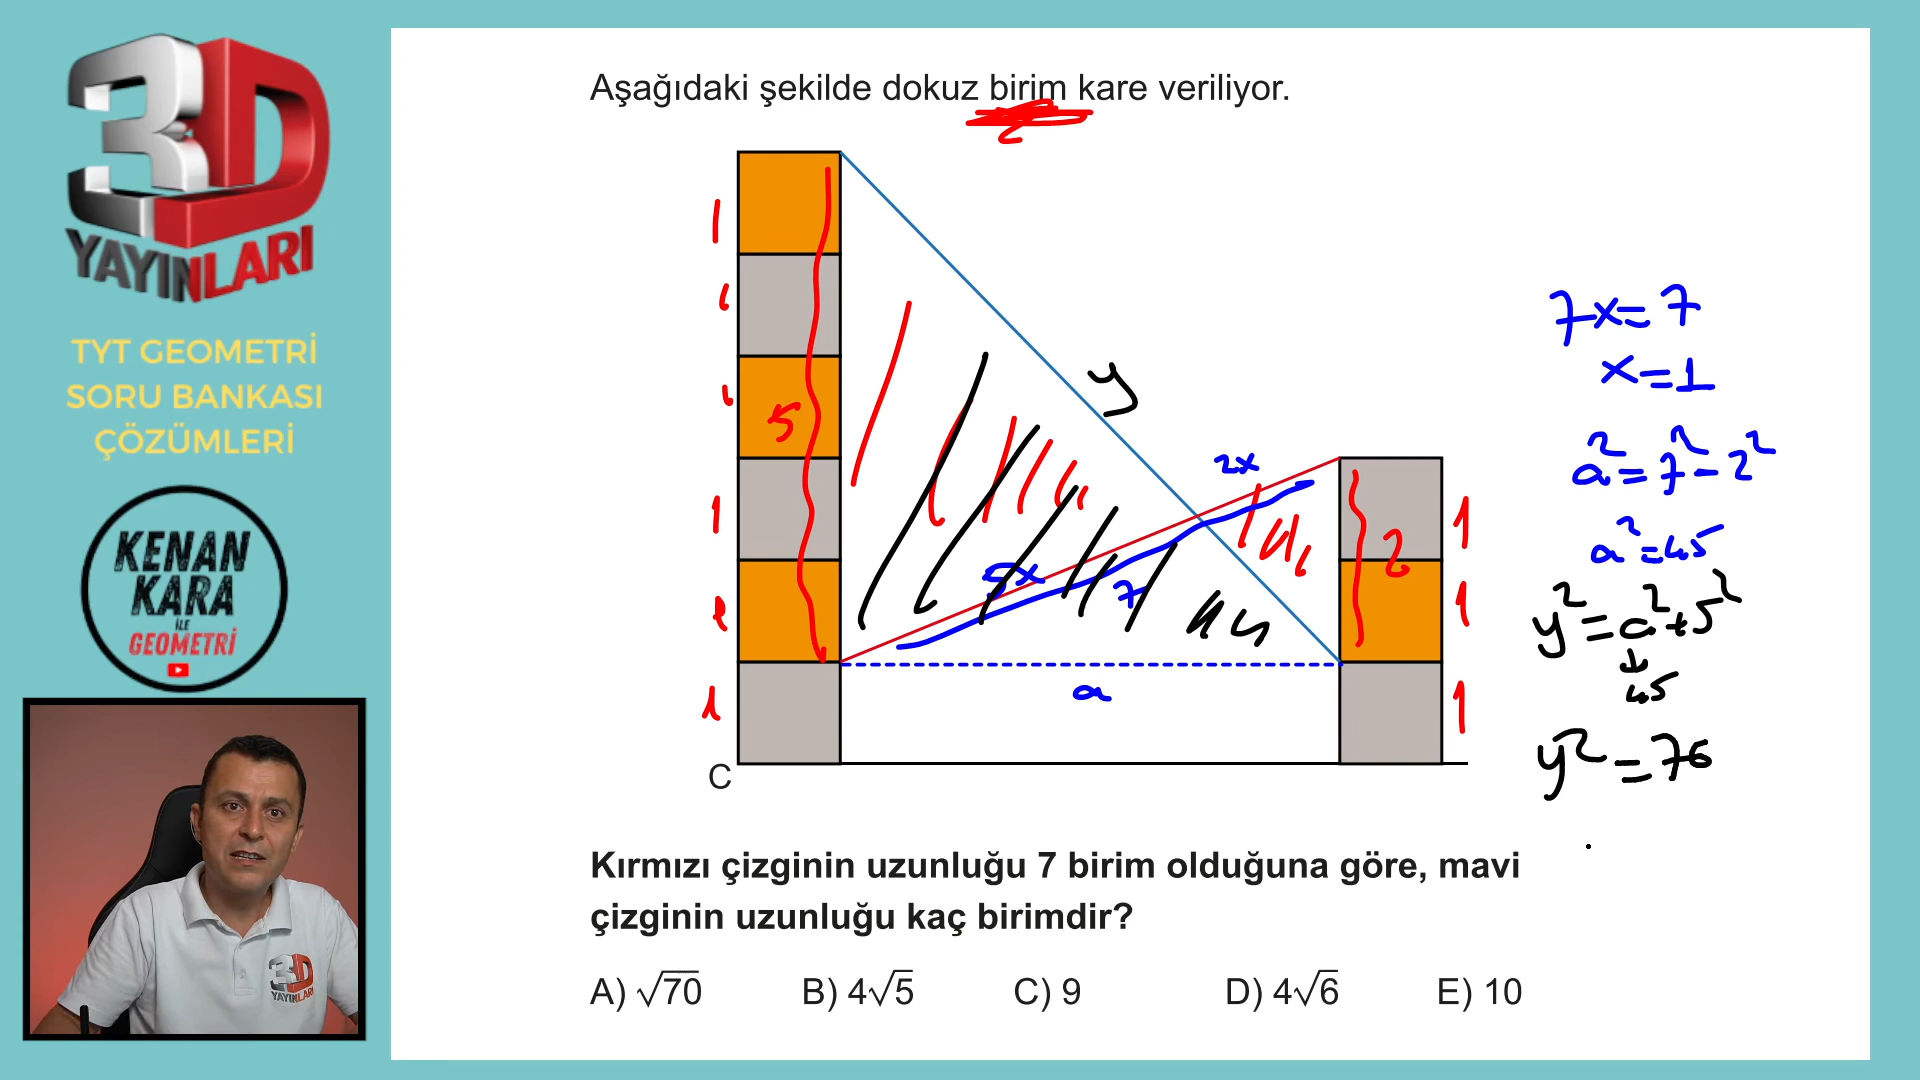 3D
YAYINLARI
TYT GEOMETRİ
SORU BANKASI
ÇÖZÜMLERİ
KENAN
KARA
İLE
GEOMETRİ
3D
YAYINLARI
Aşağıdaki şekilde dokuz birim kare veriliyor.
1
1
1
1
1
1
5
y
2x
5x
7
a
2
1
1
1
C
7x=7
x=1
a²=7²-2²
a²=45
y²=a²+5²
45
y²=76
Kırmızı çizginin uzunluğu 7 birim olduğuna göre, mavi
çizginin uzunluğu kaç birimdir?
A) √70 B) 4√5 C) 9 D) 4√6 E) 10